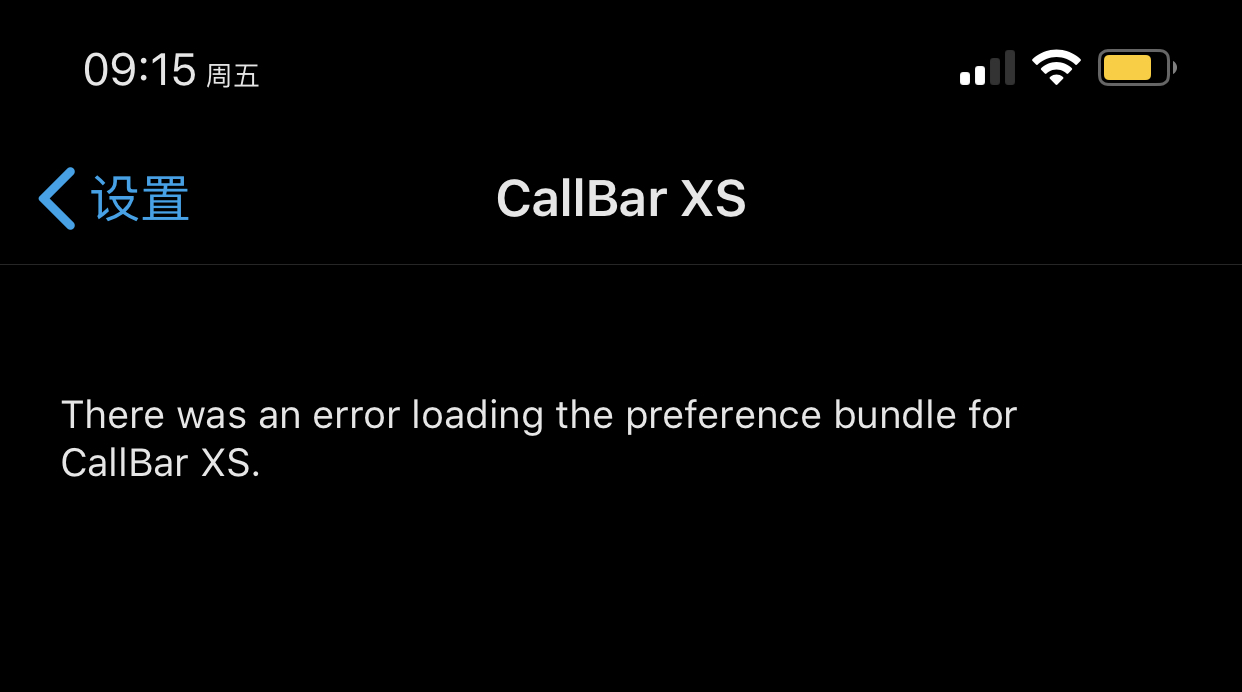 09:15 周五
设置
CallBar XS
There was an error loading the preference bundle for
CallBar XS.